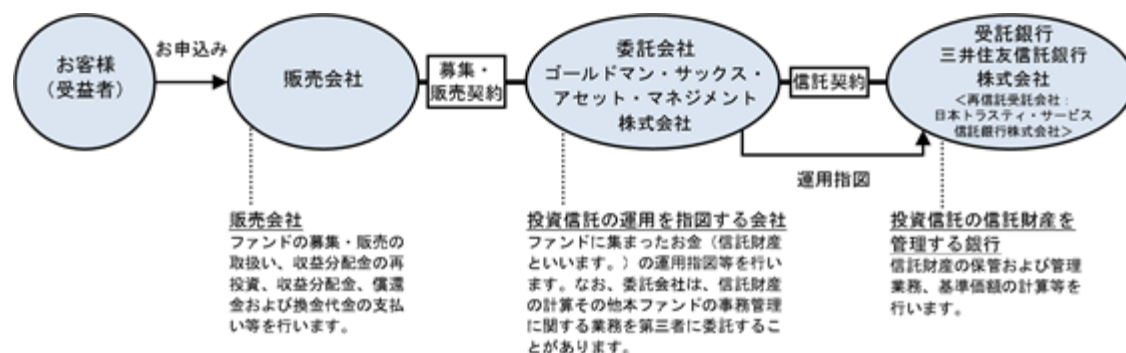 お客様
（受益者）
お申込み
販売会社
募集・
販売契約
委託会社
ゴールドマン・サックス・
アセット・マネジメント
株式会社
信託契約
受託銀行
三井住友信託銀行
株式会社
＜再信託受託会社：
日本トラスティ・サービス
信託銀行株式会社＞
運用指図
販売会社
ファンドの募集・販売の
取扱い、収益分配金の再
投資、収益分配金、償還
金および換金代金の支払
い等を行います。
投資信託の運用を指図する会社
ファンドに集まったお金（信託財産
といいます。）の運用指図等を行い
ます。なお、委託会社は、信託財産
の計算その他本ファンドの事務管理
に関する業務を第三者に委託するこ
とがあります。
投資信託の信託財産を
管理する銀行
信託財産の保管および管理
業務、基準価額の計算等を
行います。